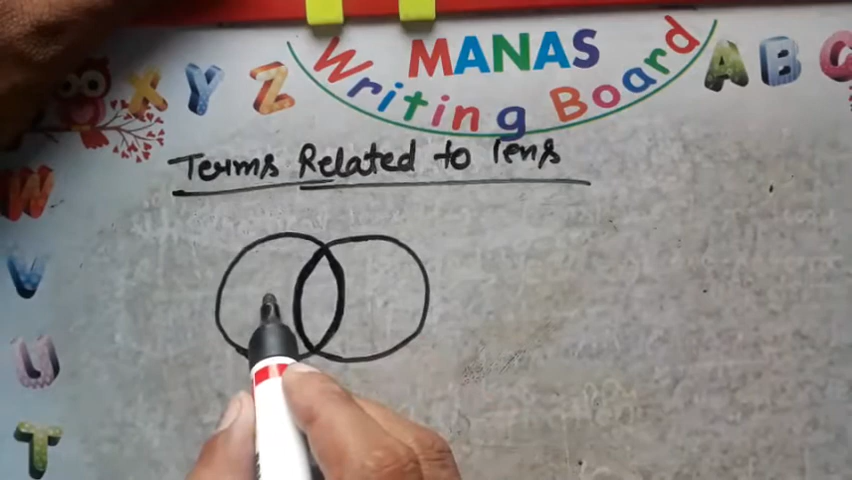 MANAS
Writing Board
X Y Z
A B C
Terms Related to lens
W
V
U
T